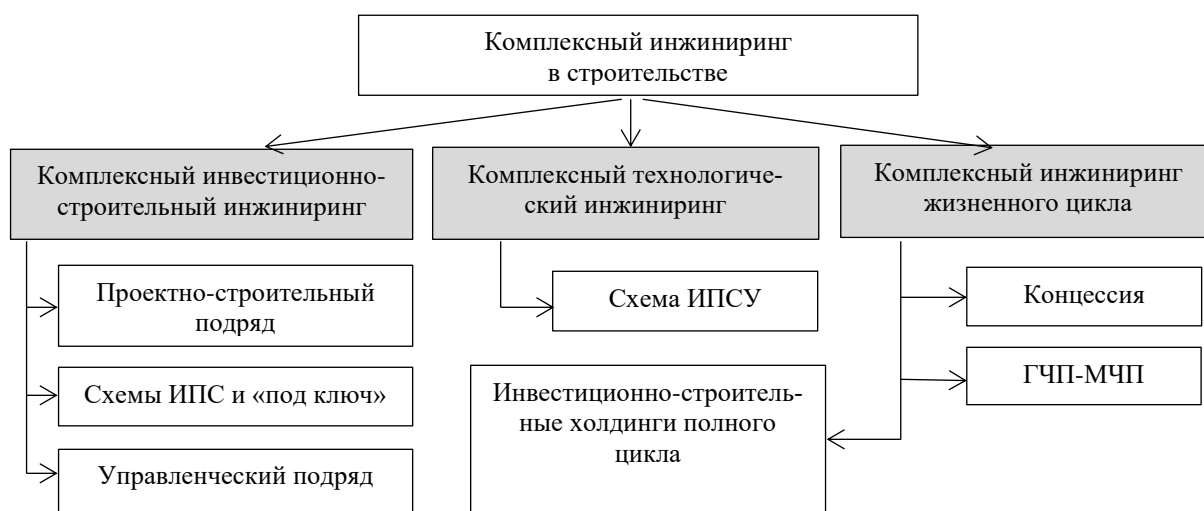 Комплексный инжиниринг
в строительстве
Комплексный инвестиционно-
строительный инжиниринг
Комплексный технологиче-
ский инжиниринг
Комплексный инжиниринг
жизненного цикла
Проектно-строительный
подряд
Схемы ИПС и «под ключ»
Управленческий подряд
Схема ИПСУ
Инвестиционно-строитель-
ные холдинги полного
цикла
Концессия
ГЧП-МЧП